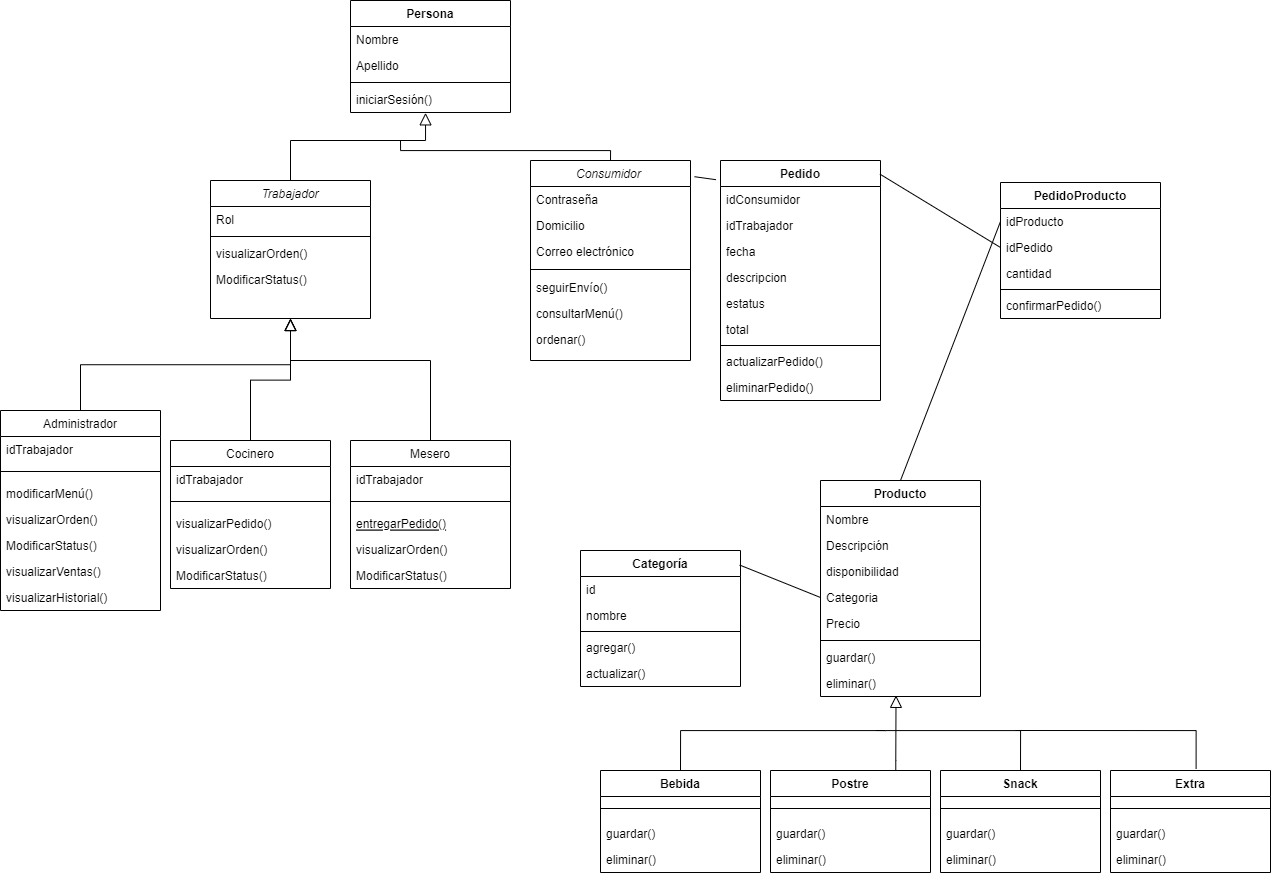 Persona
Nombre
Apellido
iniciarSesión()
Trabajador
Rol
visualizarOrden()
ModificarStatus()
Consumidor
Contraseña
Domicilio
Correo electrónico
seguirEnvío()
consultarMenú()
ordenar()
Pedido
idConsumidor
idTrabajador
fecha
descripcion
estatus
total
actualizarPedido()
eliminarPedido()
PedidoProducto
idProducto
idPedido
cantidad
confirmarPedido()
Administrador
idTrabajador
modificarMenú()
visualizarOrden()
ModificarStatus()
visualizarVentas()
visualizarHistorial()
Cocinero
idTrabajador
visualizarPedido()
visualizarOrden()
ModificarStatus()
Mesero
idTrabajador
entregarPedido()
visualizarOrden()
ModificarStatus()
Categoría
id
nombre
agregar()
actualizar()
Producto
Nombre
Descripción
disponibilidad
Categoria
Precio
guardar()
eliminar()
Bebida
guardar()
eliminar()
Postre
guardar()
eliminar()
Snack
guardar()
eliminar()
Extra
guardar()
eliminar()